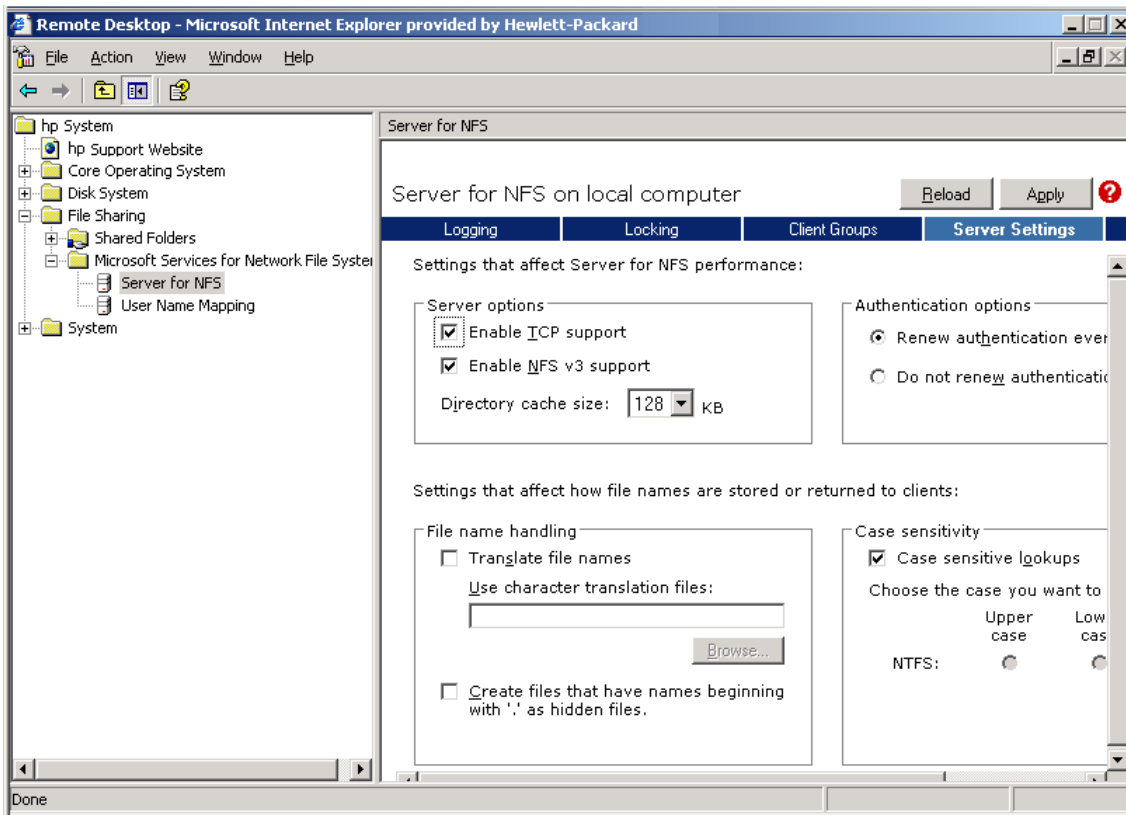 Remote Desktop - Microsoft Internet Explorer provided by Hewlett-Packard
File Action View Window Help
hp System
hp Support Website
Core Operating System
Disk System
File Sharing
Shared Folders
Microsoft Services for Network File System
Server for NFS
User Name Mapping
System
Server for NFS
Server for NFS on local computer
Reload Apply
Logging Locking Client Groups Server Settings
Settings that affect Server for NFS performance:
Server options
Enable TCP support
Enable NFS v3 support
Directory cache size: 128 KB
Authentication options
Renew authentication ever
Do not renew authenticatio
Settings that affect how file names are stored or returned to clients:
File name handling
Translate file names
Use character translation files:
Browse...
Create files that have names beginning
with '.' as hidden files.
Case sensitivity
Case sensitive lookups
Choose the case you want to
Upper Low
case cas
NTFS:
Done